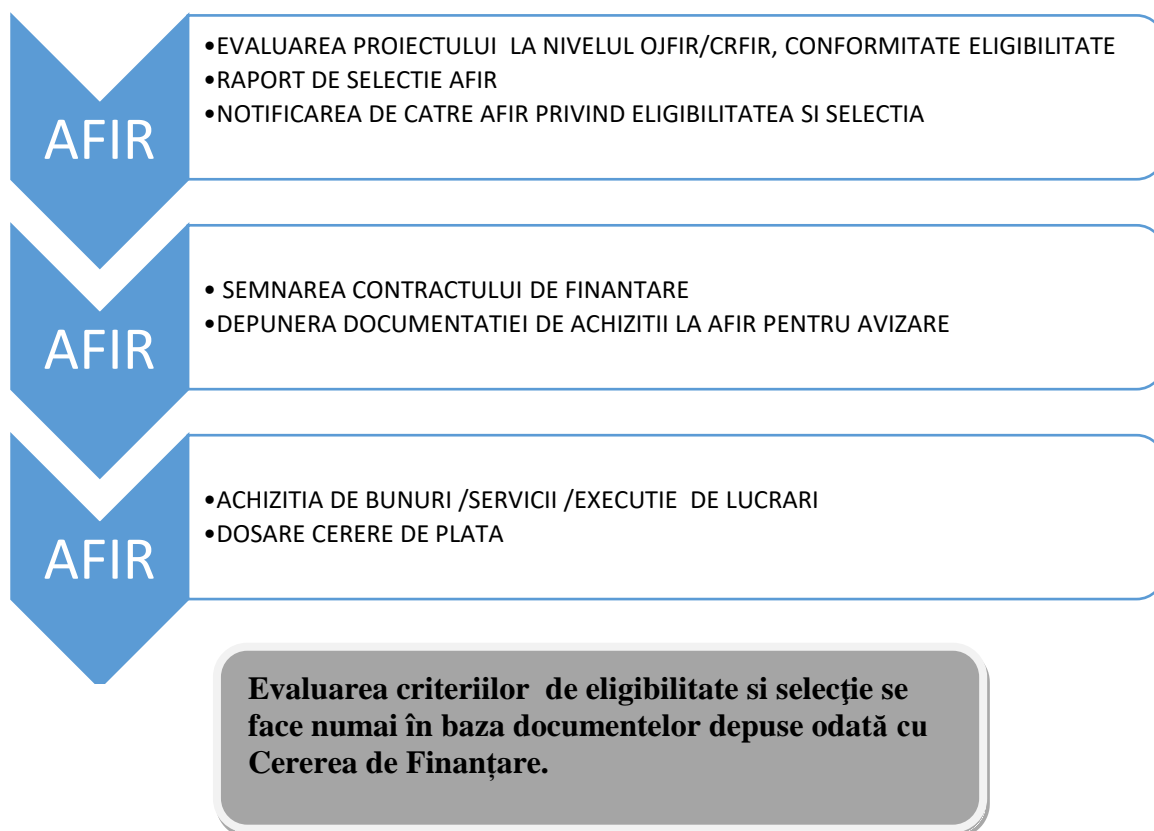 AFIR
•EVALUAREA PROIECTULUI LA NIVELUL OJFIR/CRFIR, CONFORMITATE ELIGIBILITATE
•RAPORT DE SELECTIE AFIR
•NOTIFICAREA DE CATRE AFIR PRIVIND ELIGIBILITATEA SI SELECTIA
AFIR
• SEMNAREA CONTRACTULUI DE FINANTARE
•DEPUNERA DOCUMENTATIEI DE ACHIZITII LA AFIR PENTRU AVIZARE
AFIR
•ACHIZITIA DE BUNURI /SERVICII /EXECUTIE DE LUCRARI
•DOSARE CERERE DE PLATA
Evaluarea criteriilor de eligibilitate si selecţie se
face numai în baza documentelor depuse odată cu
Cererea de Finanțare.